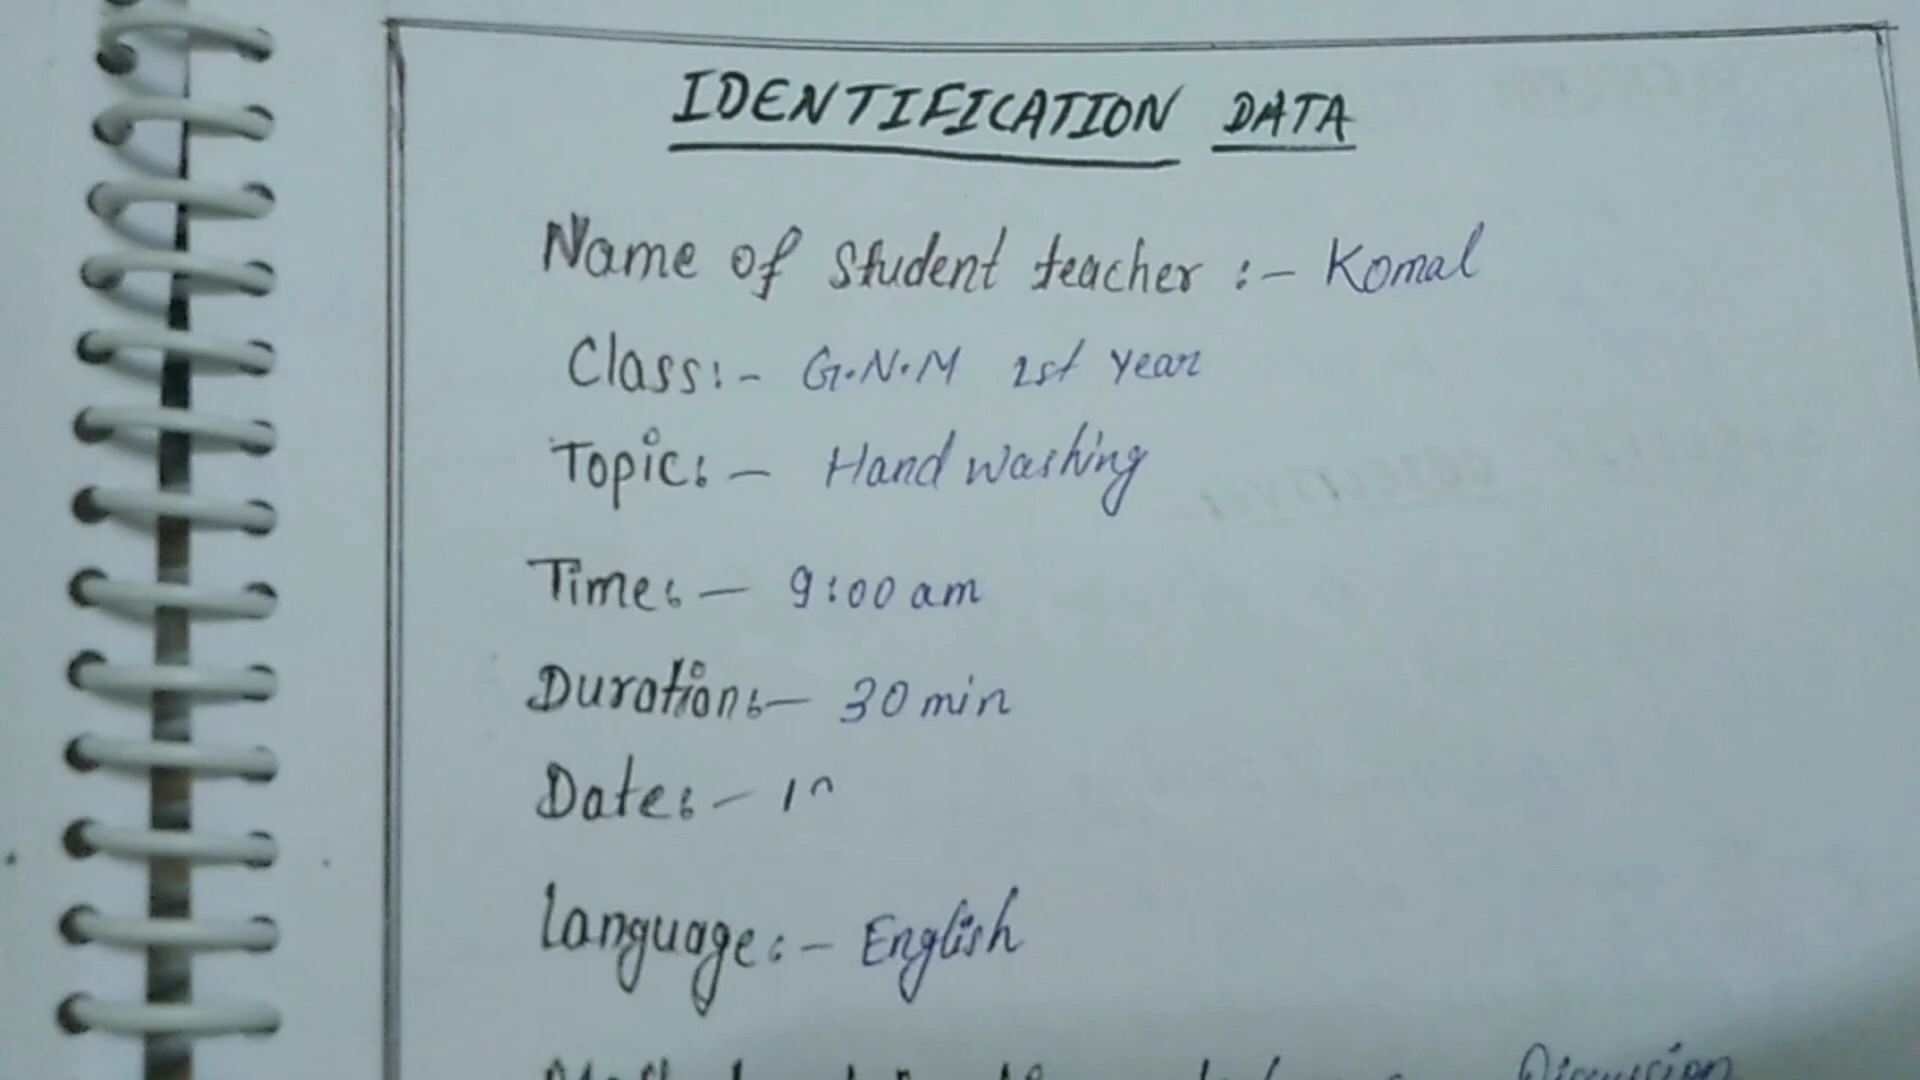 IDENTIFICATION DATA
Name of Student teacher :- Komal
Class:- G.N.M 1st Year
Topic:- Hand Washing
Time:- 9:00 am
Duration:- 30 min
Date:-
Language:- English
Discussion